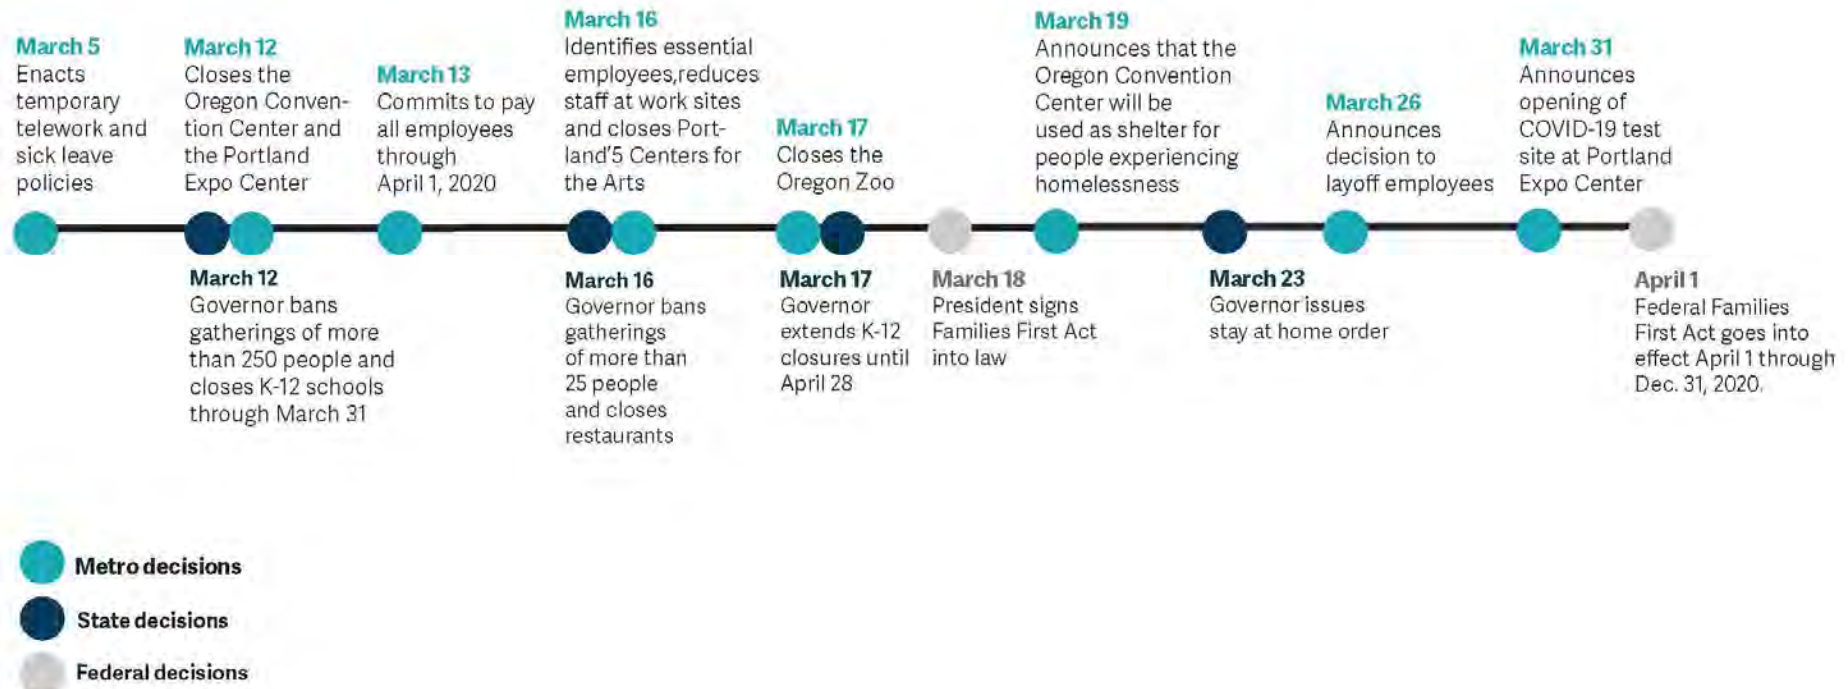 March 5
Enacts
temporary
telework and
sick leave
policies
March 12
Closes the
Oregon Conven-
tion Center and
the Portland
Expo Center
March 13
Commits to pay
all employees
through
April 1, 2020
March 16
Identifies essential
employees,reduces
staff at work sites
and closes Port-
land'5 Centers for
the Arts
March 17
Closes the
Oregon Zoo
March 19
Announces that the
Oregon Convention
Center will be
used as shelter for
people experiencing
homelessness
March 26
Announces
decision to
layoff employees
March 31
Announces
opening of
COVID-19 test
site at Portland
Expo Center
March 12
Governor bans
gatherings of more
than 250 people and
closes K-12 schools
through March 31
March 16
Governor bans
gatherings
of more than
25 people
and closes
restaurants
March 17
Governor
extends K-12
closures until
April 28
March 18
President signs
Families First Act
into law
March 23
Governor issues
stay at home order
April 1
Federal Families
First Act goes into
effect April 1 through
Dec. 31, 2020.
Metro decisions
State decisions
Federal decisions